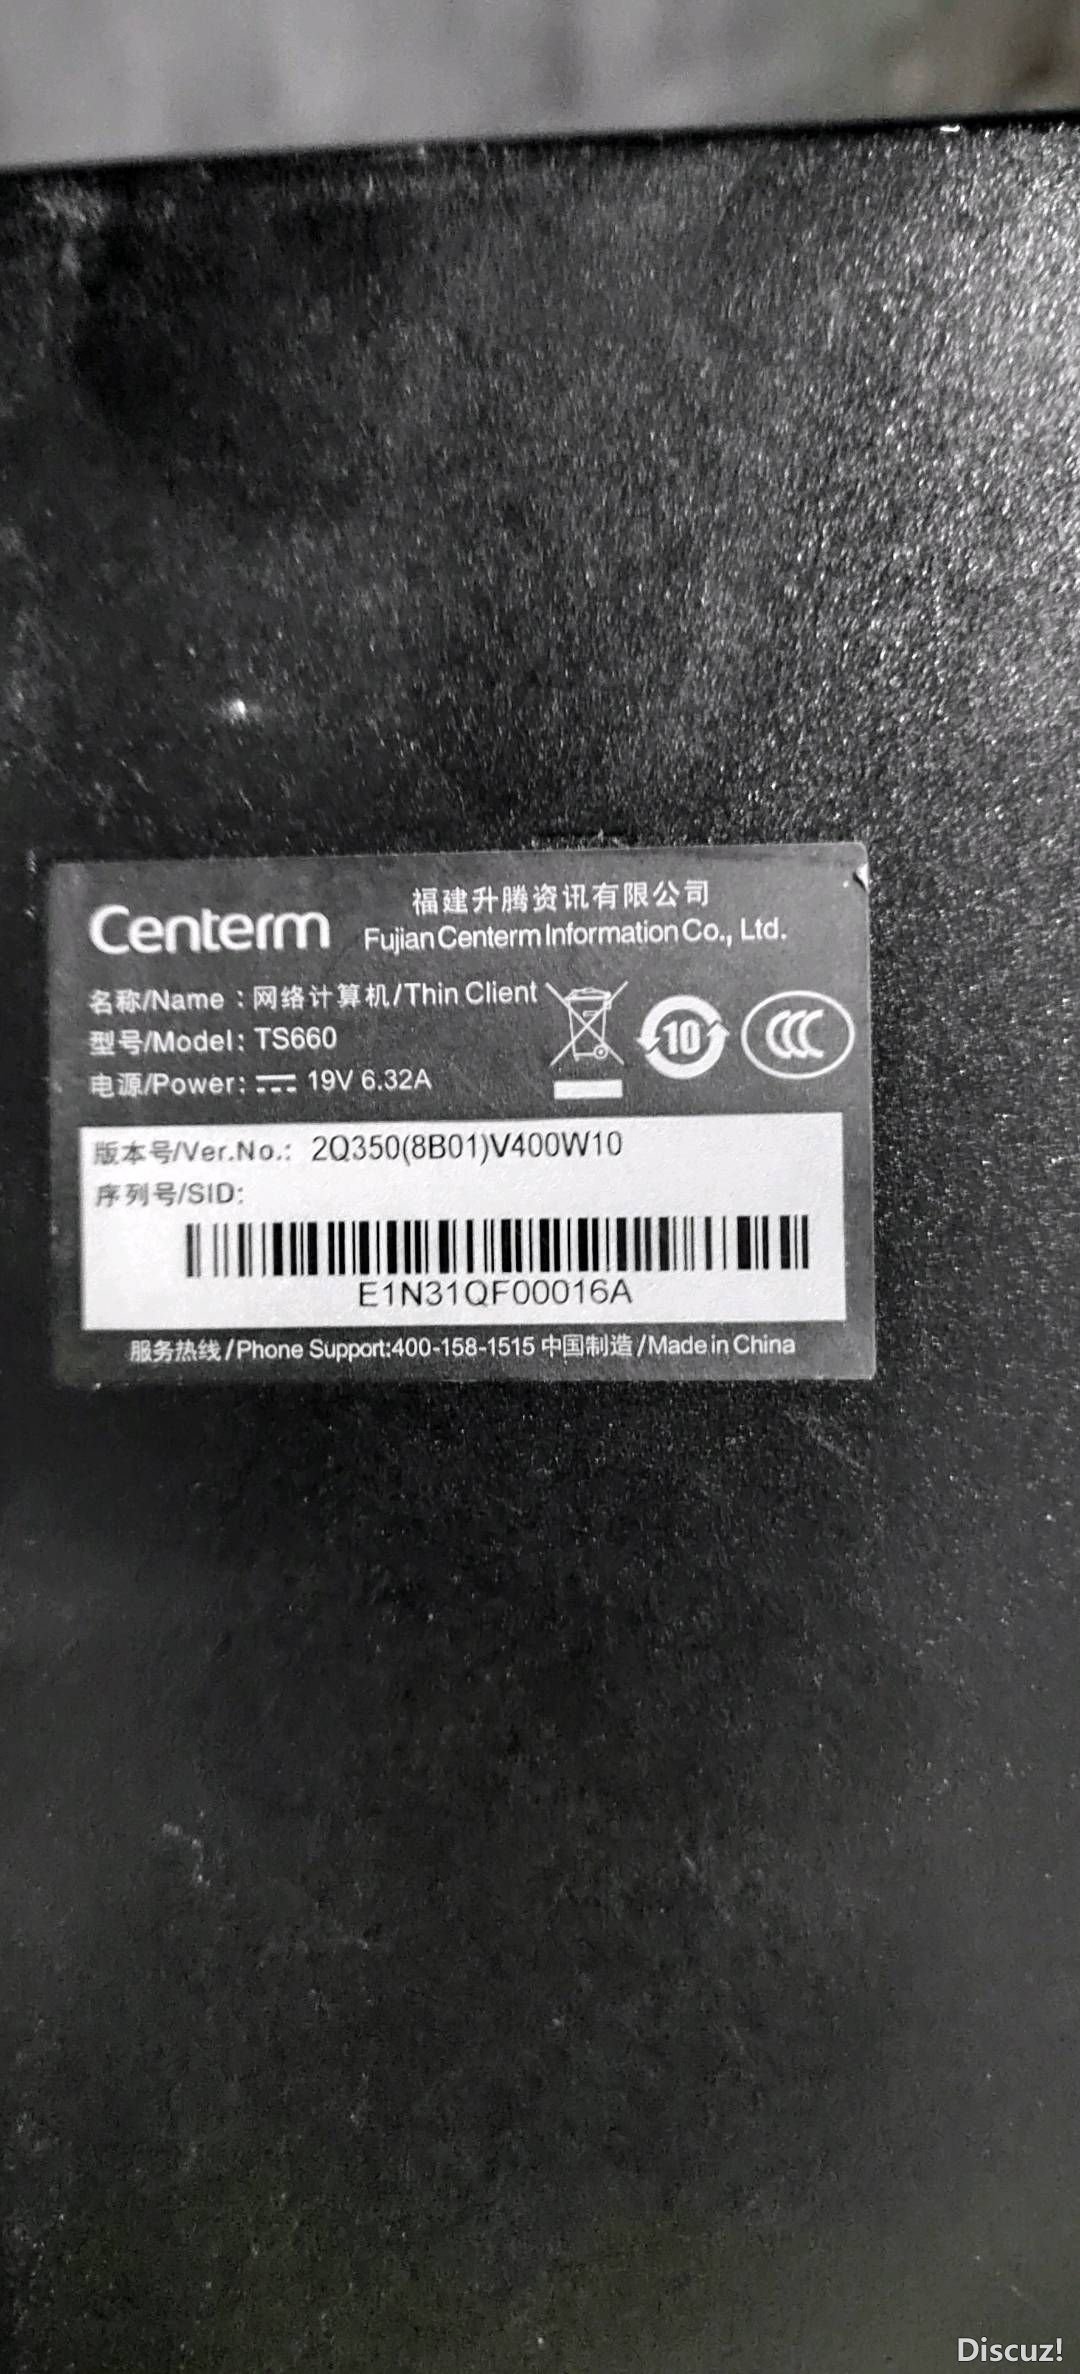 Centerm
福建升腾资讯有限公司
Fujian Centerm Information Co., Ltd.
名称/Name：网络计算机/Thin Client
型号/Model: TS660
电源/Power: 19V 6.32A
10
CCC
版本号/Ver.No.: 2Q350(8B01)V400W10
序列号/SID:
E1N31QF00016A
服务热线/Phone Support:400-158-1515 中国制造/Made in China
Discuz!